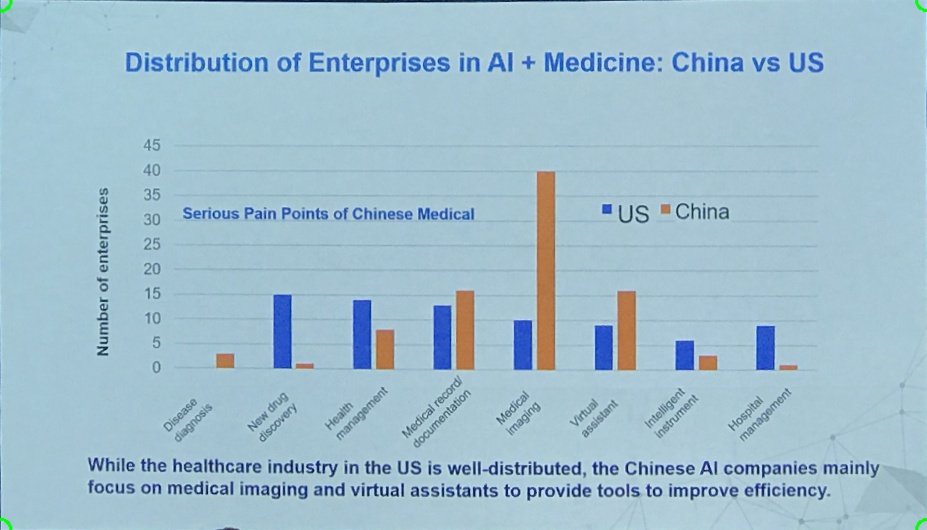 Distribution of Enterprises in AI + Medicine: China vs US
Number of enterprises
45
40
35
30
25
20
15
10
5
0
Serious Pain Points of Chinese Medical
US China
Disease
diagnosis
New drug
discovery
Health
management
Medical record/
documentation
Medical
imaging
Virtual
assistant
Intelligent
instrument
Hospital
management
While the healthcare industry in the US is well-distributed, the Chinese AI companies mainly
focus on medical imaging and virtual assistants to provide tools to improve efficiency.